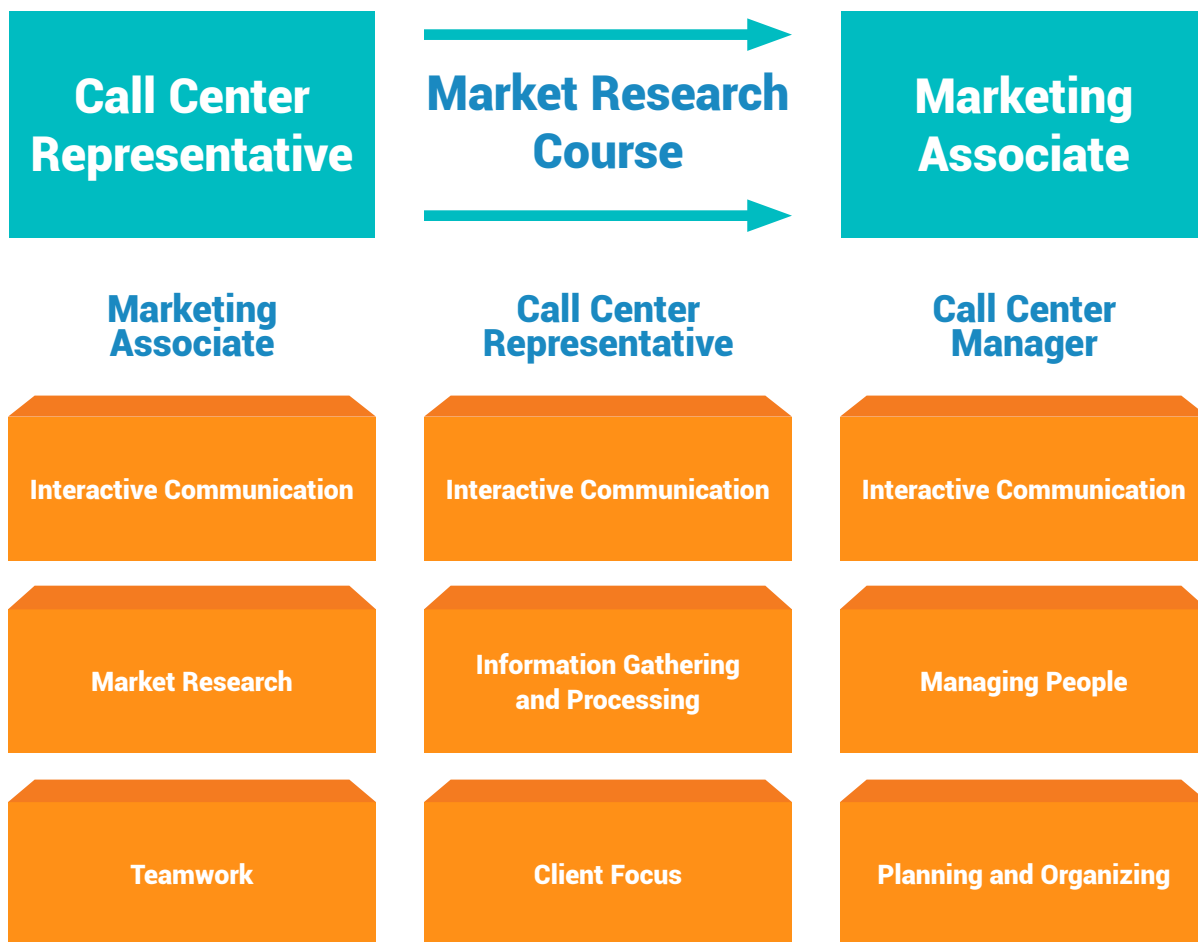 Call Center
Representative
Market Research
Course
Marketing
Associate
Marketing
Associate
Call Center
Representative
Call Center
Manager
Interactive Communication
Interactive Communication
Interactive Communication
Market Research
Information Gathering
and Processing
Managing People
Teamwork
Client Focus
Planning and Organizing